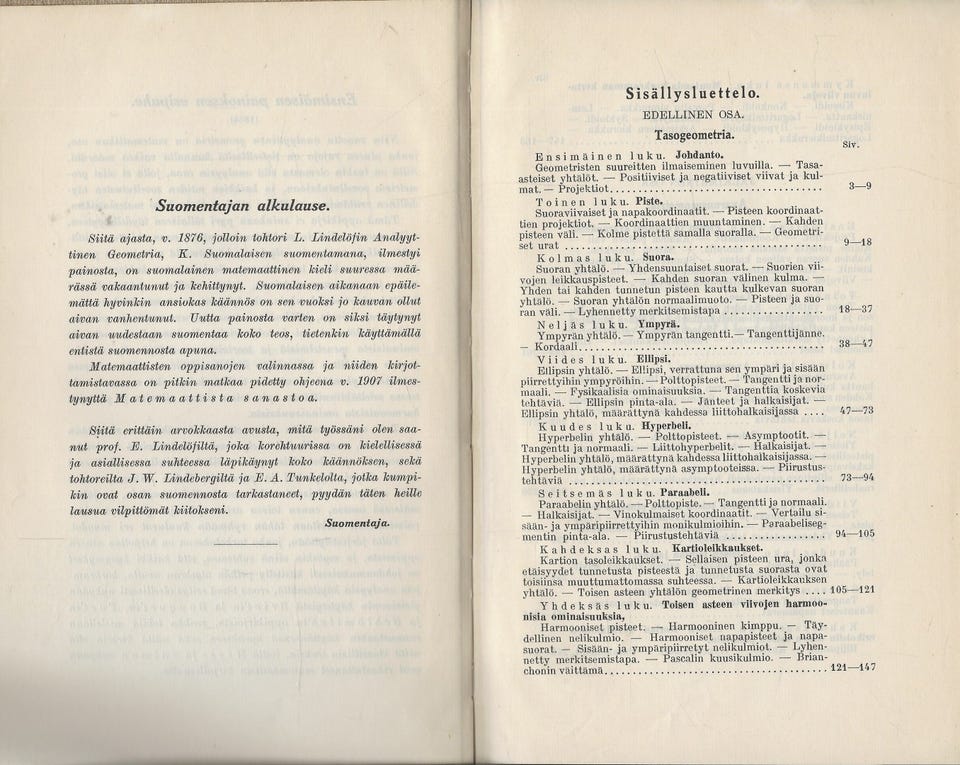 Suomentajan alkulause.
Siitä ajasta, v. 1876, jolloin tohtori L. Lindelöfin Analyyt-
tinen Geometria, K. Suomalaisen suomentamana, ilmestyi
painosta, on suomalainen matemaattinen kieli suuressa mää-
rässä vakaantunut ja kehittynyt. Suomalaisen aikanaan epäile-
mättä hyvinkin ansiokas käännös on sen vuoksi jo kauvan ollut
aivan vanhentunut. Uutta painosta varten on siksi täytynyt
aivan uudestaan suomentaa koko teos, tietenkin käyttämällä
entistä suomennosta apuna.
Matemaattisten oppisanojen valinnassa ja niiden kirjot-
tamistavassa on pitkin matkaa pidetty ohjeena v. 1907 ilmes-
tynyttä Matemaattista sanastoa.
Siitä erittäin arvokkaasta avusta, mitä työssäni olen saa-
nut prof. E. Lindelöfiltä, joka korehtuurissa on kielellisessä
ja asiallisessa suhteessa läpikäynyt koko käännöksen, sekä
tohtoreilta J. W. Lindebergiltä ja E. A. Tunkelolta, jotka kumpi-
kin ovat osan suomennosta tarkastaneet, pyydän täten heille
lausua vilpittömät kiitokseni.
Suomentaja.
Sisällysluettelo.
EDELLINEN OSA.
Tasogeometria.
Siv.
Ensimäinen luku. Johdanto.
Geometristen suureitten ilmaiseminen luvuilla. — Tasa-
asteiset yhtälöt. — Positiiviset ja negatiiviset viivat ja kul-
mat. — Projektiot. 3—9
Toinen luku. Piste.
Suoraviivaiset ja napakoordinaatit. — Pisteen koordinaat-
tien projektiot. — Koordinaattien muuntaminen. — Kahden
pisteen väli. — Kolme pistettä samalla suoralla. — Geometri-
set urat 9—18
Kolmas luku. Suora.
Suoran yhtälö. — Yhdensuuntaiset suorat. — Suorien vii-
vojen leikkauspisteet. — Kahden suoran välinen kulma. —
Yhden tai kahden tunnetun pisteen kautta kulkevan suoran
yhtälö. — Suoran yhtälön normaalimuoto. — Pisteen ja suo-
ran väli. — Lyhennetty merkitsemistapa 18—37
Neljäs luku. Ympyrä.
Ympyrän yhtälö. — Ympyrän tangentti. — Tangenttijänne.
— Kordaali. 38—47
Viides luku. Ellipsi.
Ellipsin yhtälö. — Ellipsi, verrattuna sen ympäri ja sisään
piirrettyihin ympyröihin. — Polttopisteet. — Tangentti ja nor-
maali. — Fysikaalisia ominaisuuksia. — Tangenttia koskevia
tehtäviä. — Ellipsin pinta-ala. — Jänteet ja halkaisijat. —
Ellipsin yhtälö, määrättynä kahdessa liittohalkaisijassa 47—73
Kuudes luku. Hyperbeli.
Hyperbelin yhtälö. — Polttopisteet. — Asymptootit. —
Tangentti ja normaali. — Liittohyperbelit. — Halkaisijat. —
Hyperbelin yhtälö, määrättynä kahdessa liittohalkaisijassa. —
Hyperbelin yhtälö, määrättynä asymptooteissa. — Piirustus-
tehtäviä 73—94
Seitsemäs luku. Paraabeli.
Paraabelin yhtälö. — Polttopiste. — Tangentti ja normaali.
— Halkaisijat. — Vinokulmaiset koordinaatit. — Vertailu si-
sään- ja ympäripiirrettyihin monikulmioihin. — Paraabeliseg-
mentin pinta-ala. — Piirustustehtäviä 94—105
Kahdeksas luku. Kartioleikkaukset.
Kartion tasoleikkaukset. — Sellaisen pisteen ura, jonka
etäisyydet tunnetusta pisteestä ja tunnetusta suorasta ovat
toisiinsa muuttumattomassa suhteessa. — Kartioleikkauksen
yhtälö. — Toisen asteen yhtälön geometrinen merkitys 105—121
Yhdeksäs luku. Toisen asteen viivojen harmoo-
nisia ominaisuuksia,
Harmooniset pisteet. — Harmooninen kimppu. — Täy-
dellinen nelikulmio. — Harmooniset napapisteet ja napa-
suorat. — Sisään- ja ympäripiirretyt nelikulmiot. — Lyhen-
netty merkitsemistapa. — Pascalin kuusikulmio. — Brian-
chonin väittämä. 121—147